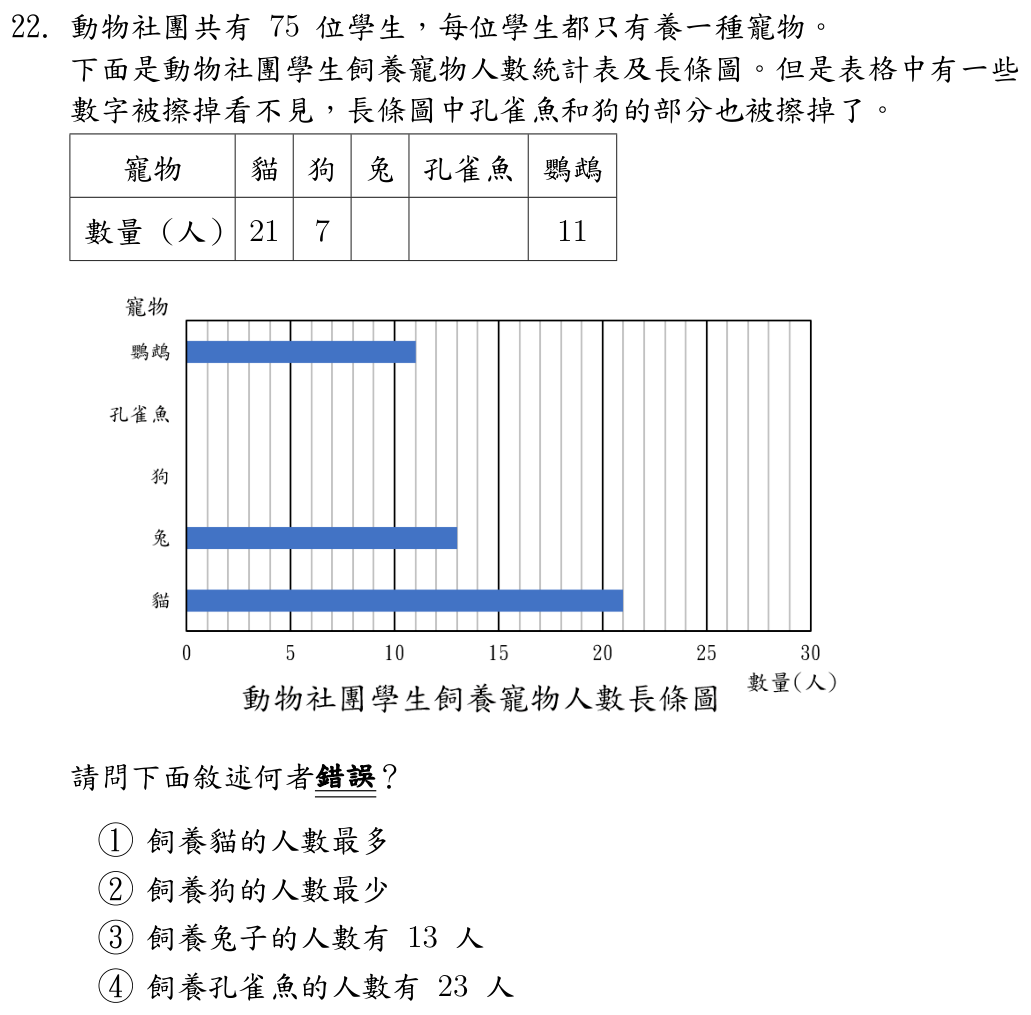 22. 動物社團共有 75 位學生，每位學生都只有養一種寵物。
下面是動物社團學生飼養寵物人數統計表及長條圖。但是表格中有一些
數字被擦掉看不見，長條圖中孔雀魚和狗的部分也被擦掉了。
寵物 貓 狗 兔 孔雀魚 鸚鵡
數量（人） 21 7 11
寵物
鸚鵡
孔雀魚
狗
兔
貓
0 5 10 15 20 25 30
數量(人)
動物社團學生飼養寵物人數長條圖
請問下面敘述何者錯誤？
① 飼養貓的人數最多
② 飼養狗的人數最少
③ 飼養兔子的人數有 13 人
④ 飼養孔雀魚的人數有 23 人